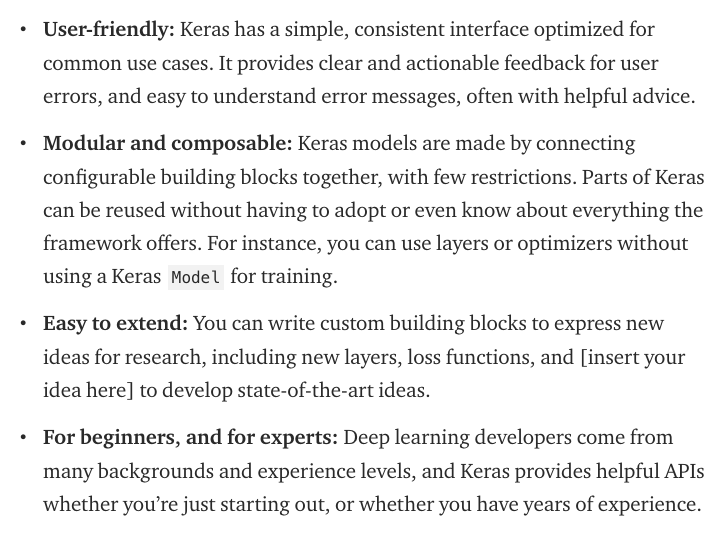 • User-friendly: Keras has a simple, consistent interface optimized for
common use cases. It provides clear and actionable feedback for user
errors, and easy to understand error messages, often with helpful advice.
• Modular and composable: Keras models are made by connecting
configurable building blocks together, with few restrictions. Parts of Keras
can be reused without having to adopt or even know about everything the
framework offers. For instance, you can use layers or optimizers without
using a Keras Model for training.
• Easy to extend: You can write custom building blocks to express new
ideas for research, including new layers, loss functions, and [insert your
idea here] to develop state-of-the-art ideas.
• For beginners, and for experts: Deep learning developers come from
many backgrounds and experience levels, and Keras provides helpful APIs
whether you’re just starting out, or whether you have years of experience.